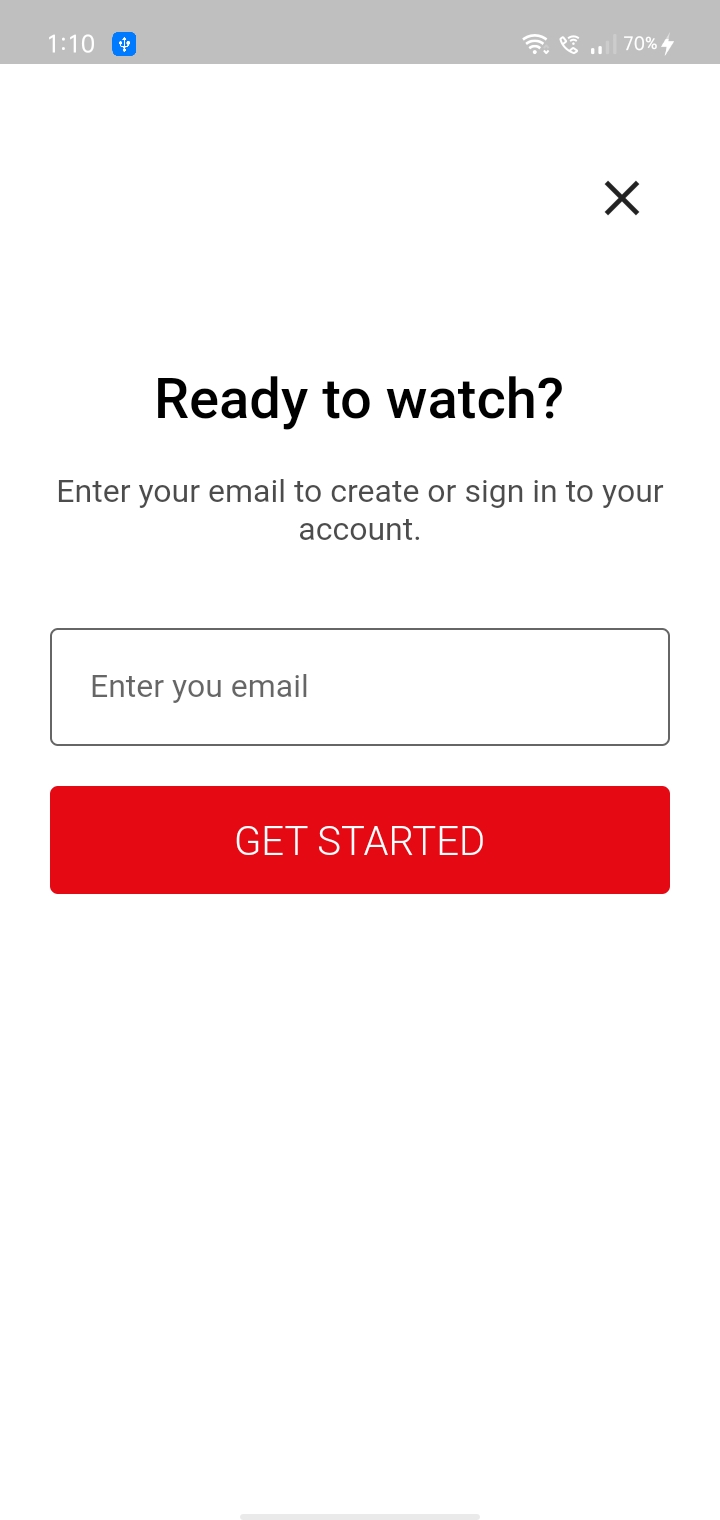 1:10
70%
Ready to watch?
Enter your email to create or sign in to your
account.
Enter you email
GET STARTED